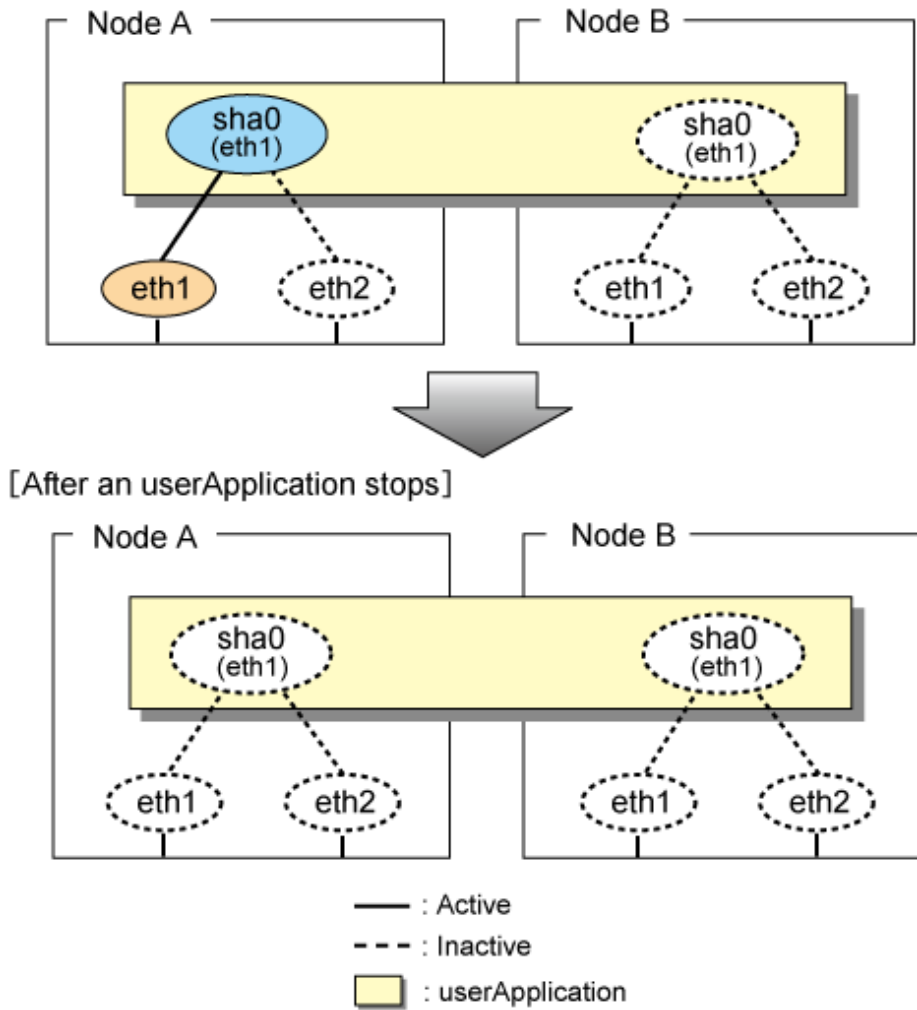 Node A
Node B
sha0
(eth1)
sha0
(eth1)
eth1
eth2
eth1
eth2
[After an userApplication stops]
Node A
Node B
sha0
(eth1)
sha0
(eth1)
eth1
eth2
eth1
eth2
: Active
: Inactive
: userApplication